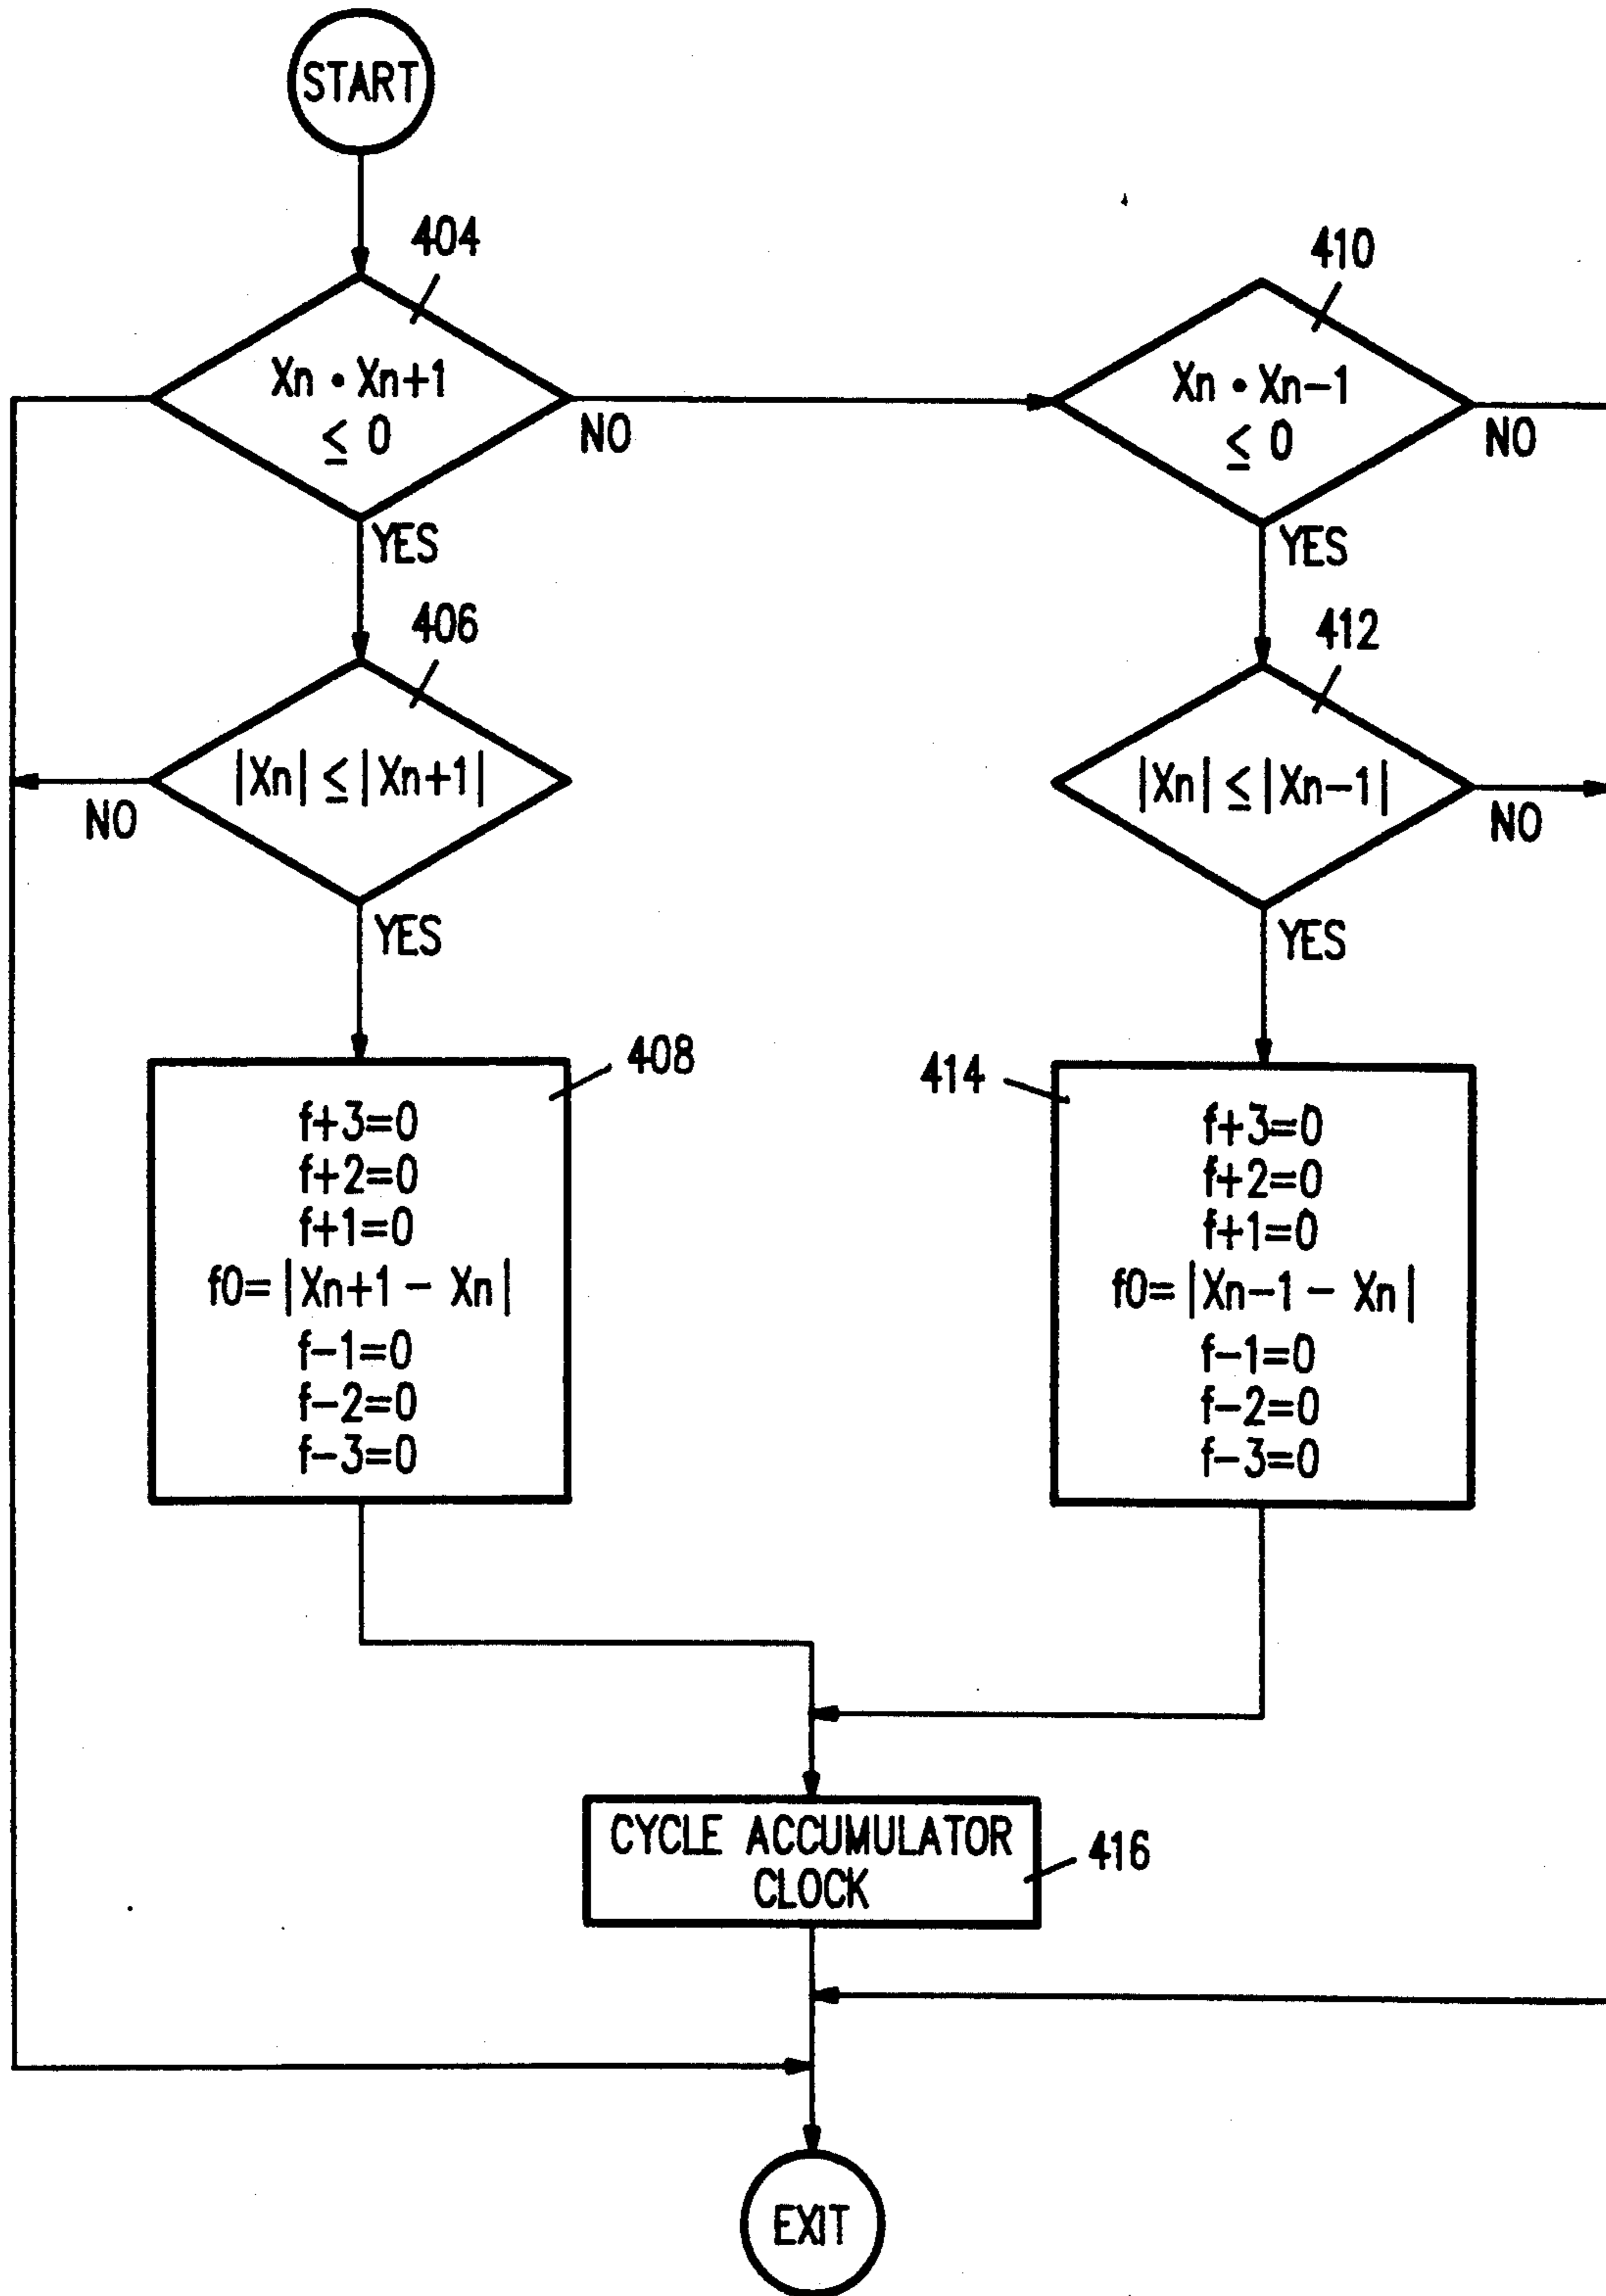 START
404
Xn • Xn+1
≤ 0
NO
YES
410
Xn • Xn−1
≤ 0
NO
YES
406
|Xn| ≤ |Xn+1|
NO
YES
412
|Xn| ≤ |Xn−1|
NO
YES
408
f+3=0
f+2=0
f+1=0
f0= |Xn+1 − Xn|
f−1=0
f−2=0
f−3=0
414
f+3=0
f+2=0
f+1=0
f0= |Xn−1 − Xn|
f−1=0
f−2=0
f−3=0
CYCLE ACCUMULATOR
CLOCK
416
EXIT